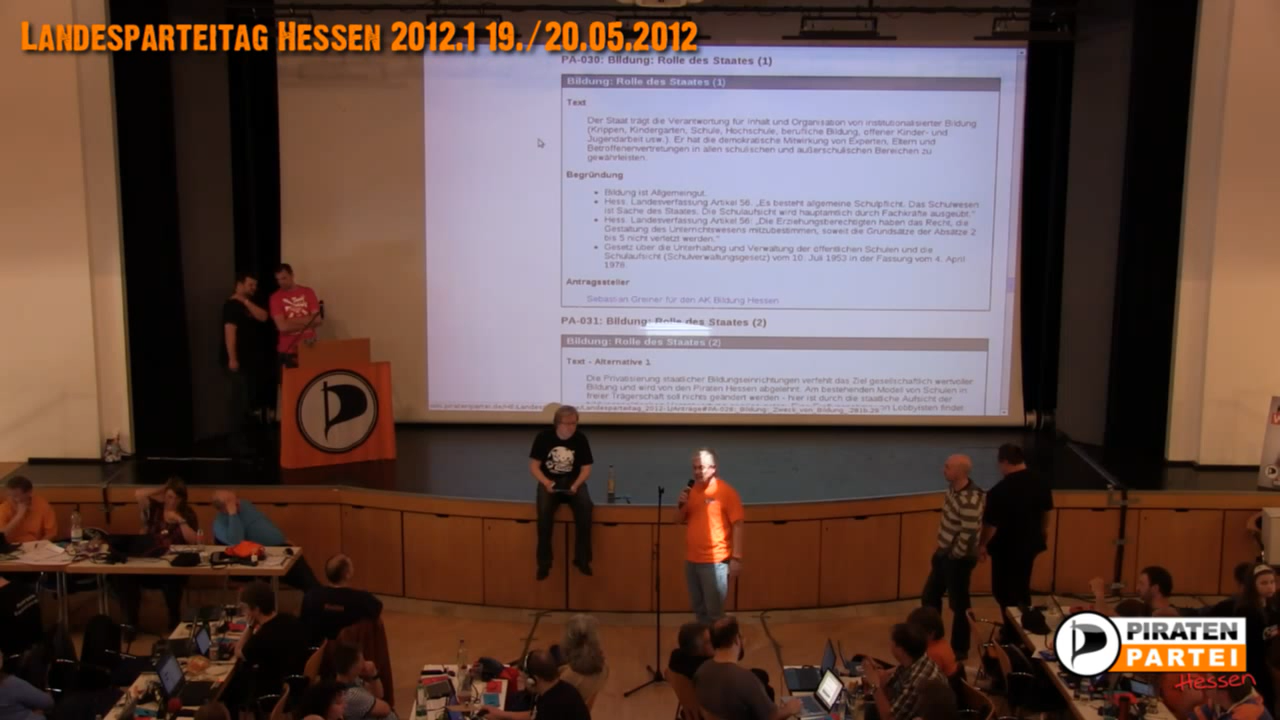 LANDESPARTEITAG HESSEN 2012.1 19./20.05.2012
PA-030: Bildung: Rolle des Staates (1)
Bildung: Rolle des Staates (1)
Text
Der Staat trägt die Verantwortung für Inhalt und Organisation von institutionalisierter Bildung
(Krippen, Kindergarten, Schule, Hochschule, berufliche Bildung, offener Kinder- und
Jugendarbeit usw.). Er hat die demokratische Mitwirkung von Experten, Eltern und
Betroffenenvertretungen in allen schulischen und außerschulischen Bereichen zu
gewährleisten.
Begründung
Bildung ist Allgemeingut.
Hess. Landesverfassung Artikel 56. „Es besteht allgemeine Schulpflicht. Das Schulwesen
ist Sache des Staates. Die Schulaufsicht wird hauptamtlich durch Fachkräfte ausgeübt."
Hess. Landesverfassung Artikel 56: „Die Erziehungsberechtigten haben das Recht, die
Gestaltung des Unterrichtswesens mitzubestimmen, soweit die Grundsätze der Absätze 2
bis 5 nicht verletzt werden."
Gesetz über die Unterhaltung und Verwaltung der öffentlichen Schulen und die
Schulaufsicht (Schulverwaltungsgesetz) vom 10. Juli 1953 in der Fassung vom 4. April
1978.
Antragssteller
Sebastian Greiner für den AK Bildung Hessen
PA-031: Bildung: Rolle des Staates (2)
Bildung: Rolle des Staates (2)
Text - Alternative 1
Die Privatisierung staatlicher Bildungseinrichtungen verfehlt das Ziel gesellschaftlich wertvoller
Bildung und wird von den Piraten Hessen abgelehnt. Am bestehenden Modell von Schulen in
freier Trägerschaft soll nichts geändert werden - hier ist durch die staatliche Aufsicht der
Lobbyisten findet
PIRATEN
PARTEI
Hessen